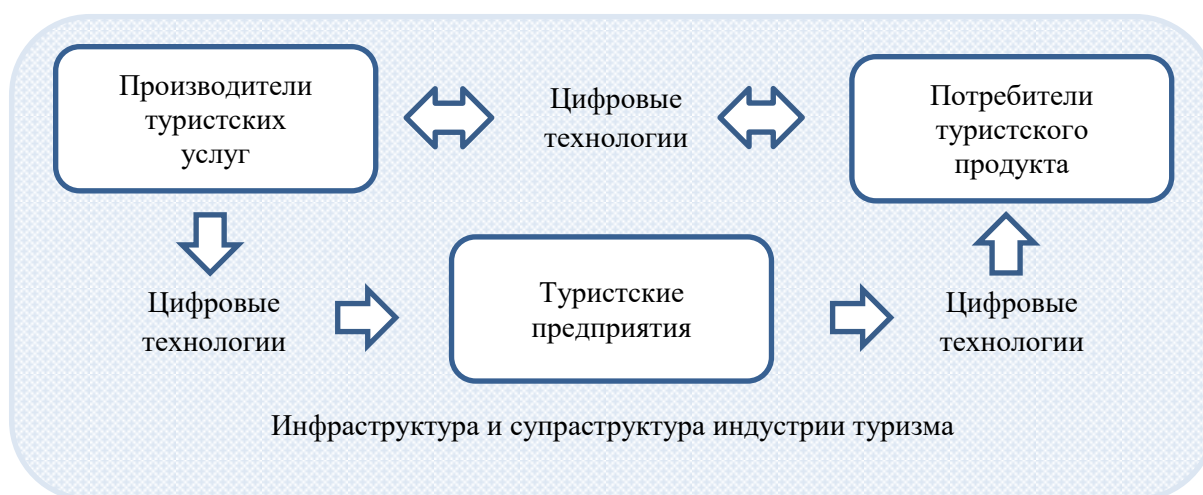 Производители
туристских
услуг
Цифровые
технологии
Потребители
туристского
продукта
Цифровые
технологии
Туристские
предприятия
Цифровые
технологии
Инфраструктура и супраструктура индустрии туризма